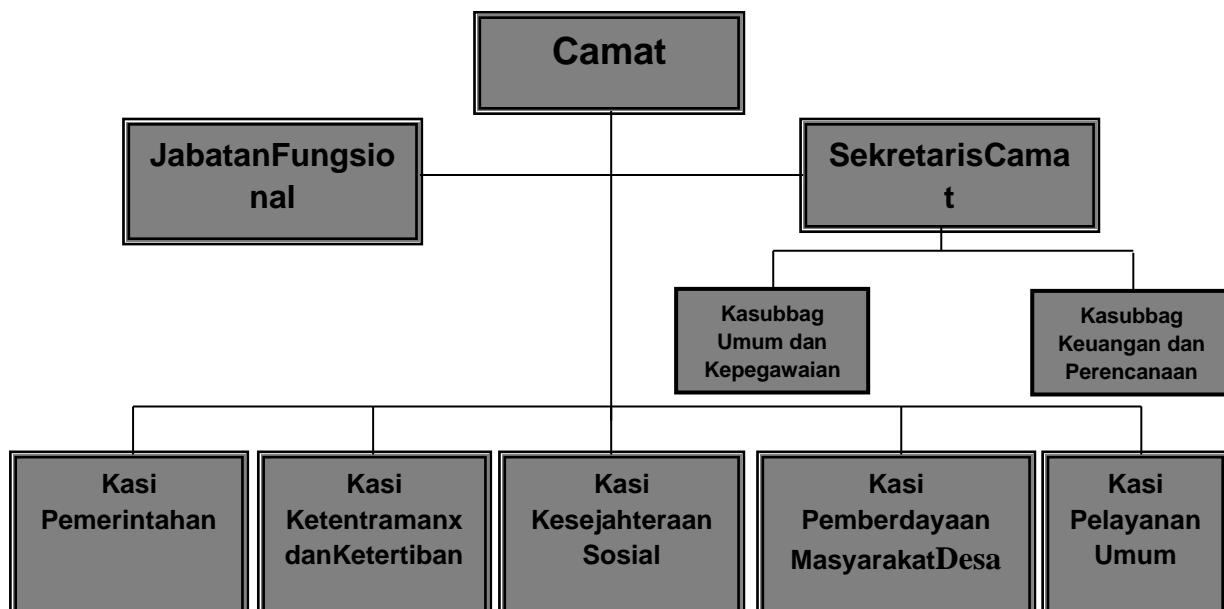 Camat
JabatanFungsio
nal
SekretarisCama
t
Kasubbag
Umum dan
Kepegawaian
Kasubbag
Keuangan dan
Perencanaan
Kasi
Pemerintahan
Kasi
Ketentramanx
danKetertiban
Kasi
Kesejahteraan
Sosial
Kasi
Pemberdayaan
MasyarakatDesa
Kasi
Pelayanan
Umum